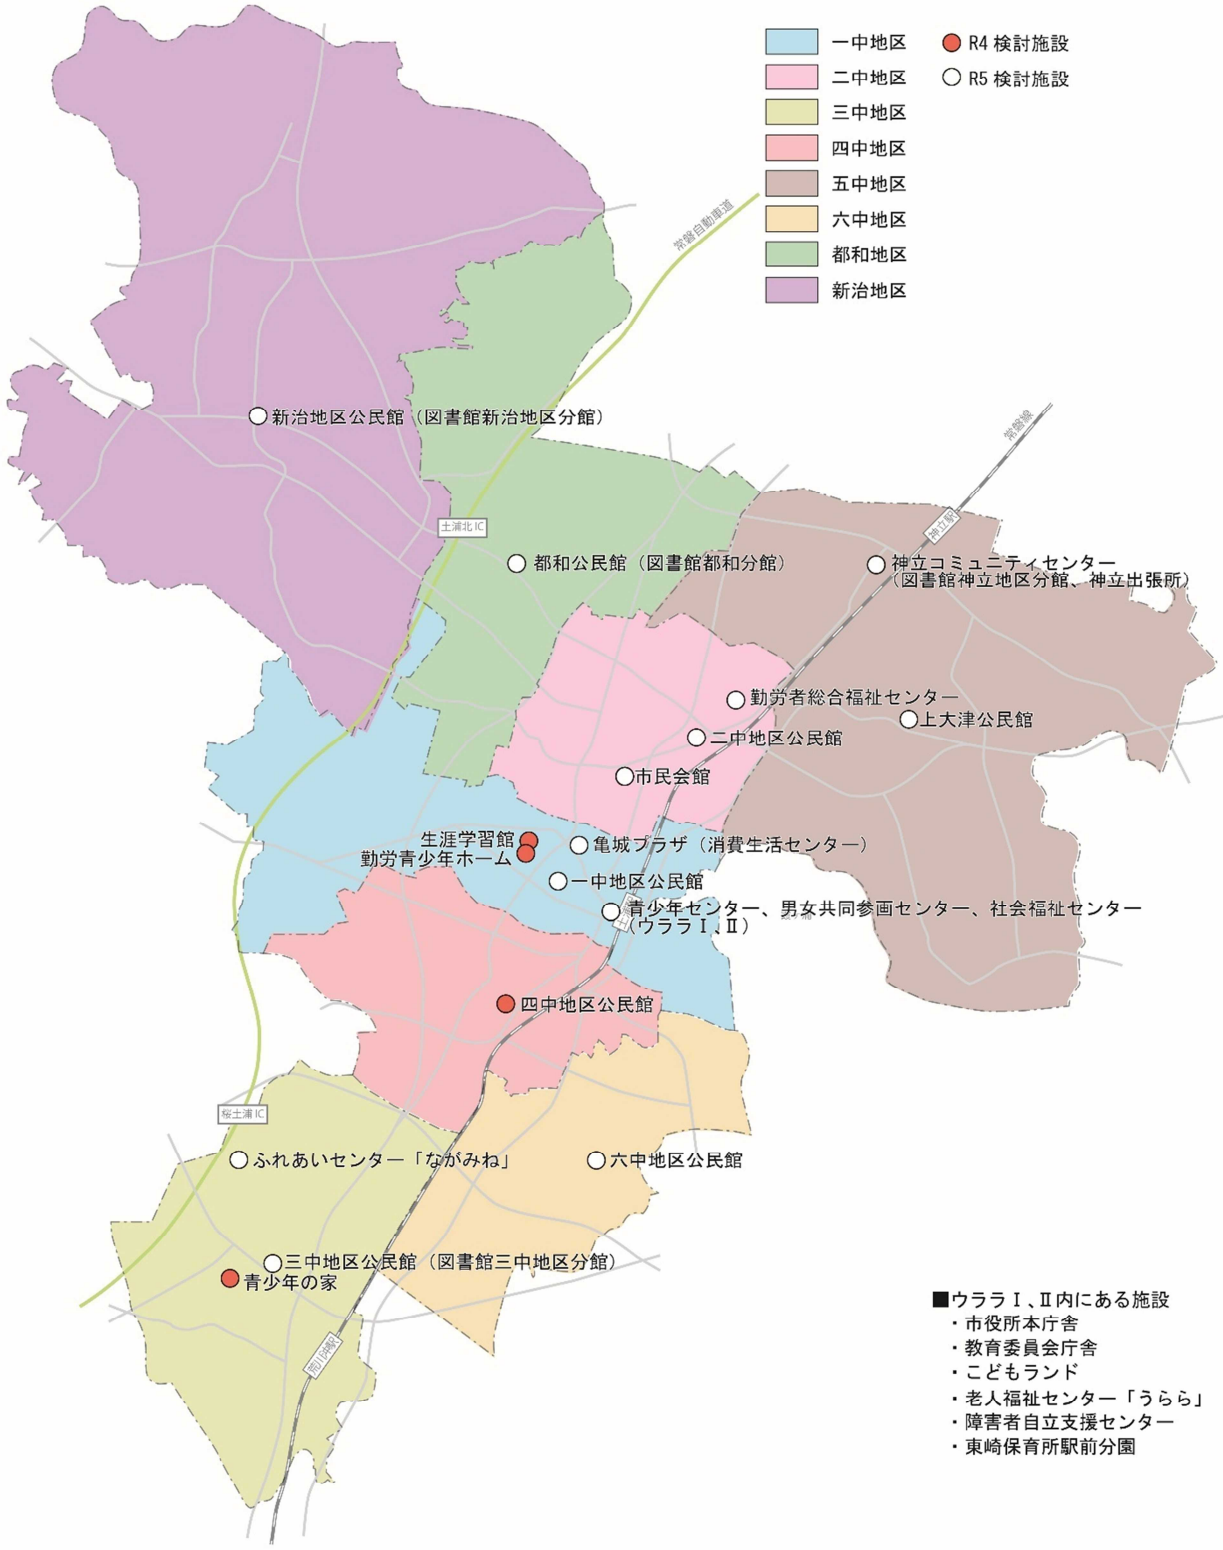 一中地区
二中地区
三中地区
四中地区
五中地区
六中地区
都和地区
新治地区
R4 検討施設
R5 検討施設
常磐自動車道
常磐線
新治地区公民館(図書館新治地区分館)
土浦北IC
神立駅
都和公民館(図書館都和分館)
神立コミュニティセンター
(図書館神立地区分館、神立出張所)
勤労者総合福祉センター
上大津公民館
二中地区公民館
市民会館
生涯学習館
勤労青少年ホーム
亀城プラザ(消費生活センター)
一中地区公民館
青少年センター、男女共同参画センター、社会福祉センター
(ウララⅠ、Ⅱ)
四中地区公民館
桜土浦IC
ふれあいセンター「ながみね」
六中地区公民館
三中地区公民館(図書館三中地区分館)
青少年の家
荒川沖駅
■ウララⅠ、Ⅱ内にある施設
・市役所本庁舎
・教育委員会庁舎
・こどもランド
・老人福祉センター「うらら」
・障害者自立支援センター
・東崎保育所駅前分園